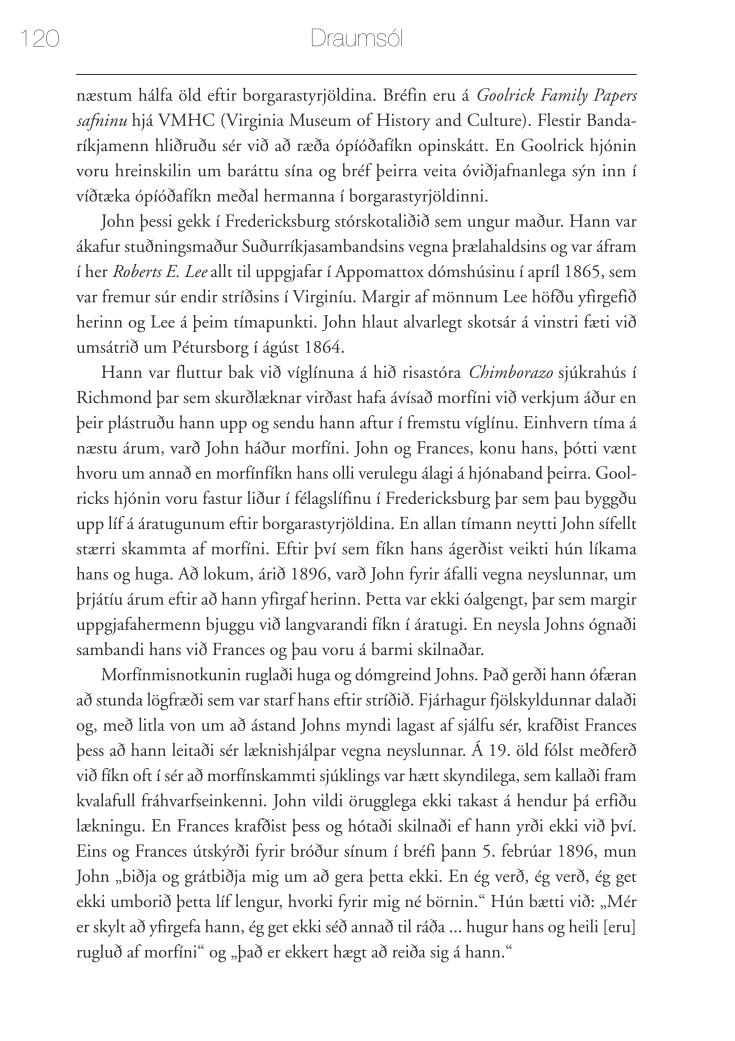 120
Draumsól
næstum hálfa öld eftir borgarastyrjöldina. Bréfin eru á Goolrick Family Papers
safninu hjá VMHC (Virginia Museum of History and Culture). Flestir Banda-
ríkjamenn hliðruðu sér við að ræða ópíóðafíkn opinskátt. En Goolrick hjónin
voru hreinskilin um baráttu sína og bréf þeirra veita óviðjafnanlega sýn inn í
víðtæka ópíóðafíkn meðal hermanna í borgarastyrjöldinni.
John þessi gekk í Fredericksburg stórskotaliðið sem ungur maður. Hann var
ákafur stuðningsmaður Suðurríkjasambandsins vegna þrælahaldsins og var áfram
í her Roberts E. Lee allt til uppgjafar í Appomattox dómshúsinu í apríl 1865, sem
var fremur súr endir stríðsins í Virginíu. Margir af mönnum Lee höfðu yfirgefið
herinn og Lee á þeim tímapunkti. John hlaut alvarlegt skotsár á vinstri fæti við
umsátrið um Pétursborg í ágúst 1864.
Hann var fluttur bak við víglínuna á hið risastóra Chimborazo sjúkrahús í
Richmond þar sem skurðlæknar virðast hafa ávísað morfíni við verkjum áður en
þeir plástruðu hann upp og sendu hann aftur í fremstu víglínu. Einhvern tíma á
næstu árum, varð John háður morfíni. John og Frances, konu hans, þótti vænt
hvoru um annað en morfínfíkn hans olli verulegu álagi á hjónaband þeirra. Gool-
ricks hjónin voru fastur liður í félagslífinu í Fredericksburg þar sem þau byggðu
upp líf á áratugunum eftir borgarastyrjöldina. En allan tímann neytti John sífellt
stærri skammta af morfíni. Eftir því sem fíkn hans ágerðist veikti hún líkama
hans og huga. Að lokum, árið 1896, varð John fyrir áfalli vegna neyslunnar, um
þrjátíu árum eftir að hann yfirgaf herinn. Þetta var ekki óalgengt, þar sem margir
uppgjafahermenn bjuggu við langvarandi fíkn í áratugi. En neysla Johns ógnaði
sambandi hans við Frances og þau voru á barmi skilnaðar.
Morfínmisnotkunin ruglaði huga og dómgreind Johns. Það gerði hann ófæran
að stunda lögfræði sem var starf hans eftir stríðið. Fjárhagur fjölskyldunnar dalaði
og, með litla von um að ástand Johns myndi lagast af sjálfu sér, krafðist Frances
þess að hann leitaði sér læknishjálpar vegna neyslunnar. Á 19. öld fólst meðferð
við fíkn oft í sér að morfínskammti sjúklings var hætt skyndilega, sem kallaði fram
kvalafull fráhvarfseinkenni. John vildi örugglega ekki takast á hendur þá erfiðu
lækningu. En Frances krafðist þess og hótaði skilnaði ef hann yrði ekki við því.
Eins og Frances útskýrði fyrir bróður sínum í bréfi þann 5. febrúar 1896, mun
John „biðja og grátbiðja mig um að gera þetta ekki. En ég verð, ég verð, ég get
ekki umborið þetta líf lengur, hvorki fyrir mig né börnin.“ Hún bætti við: „Mér
er skylt að yfirgefa hann, ég get ekki séð annað til ráða ... hugur hans og heili [eru]
rugluð af morfíni“ og „það er ekkert hægt að reiða sig á hann.“